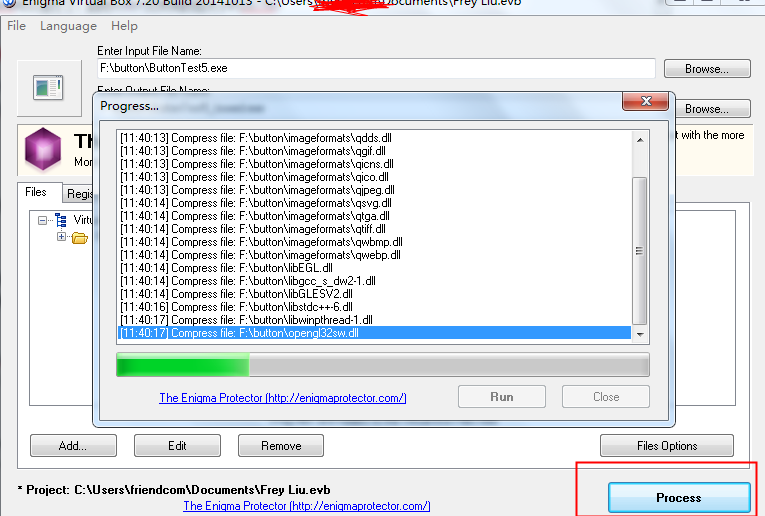 Enigma Virtual Box 7.20 Build 20141013 - C:\Users\ \Documents\Frey Liu.evb
File Language Help
Enter Input File Name:
F:\button\ButtonTest5.exe
Browse...
Enter Output File Name:
Browse...
Progress...
Th
t with the more
Mor
[11:40:13] Compress file: F:\button\imageformats\qdds.dll
[11:40:13] Compress file: F:\button\imageformats\qgif.dll
[11:40:13] Compress file: F:\button\imageformats\qicns.dll
[11:40:13] Compress file: F:\button\imageformats\qico.dll
[11:40:13] Compress file: F:\button\imageformats\qjpeg.dll
[11:40:14] Compress file: F:\button\imageformats\qsvg.dll
[11:40:14] Compress file: F:\button\imageformats\qtga.dll
[11:40:14] Compress file: F:\button\imageformats\qtiff.dll
[11:40:14] Compress file: F:\button\imageformats\qwbmp.dll
[11:40:14] Compress file: F:\button\imageformats\qwebp.dll
[11:40:14] Compress file: F:\button\libEGL.dll
[11:40:14] Compress file: F:\button\libgcc_s_dw2-1.dll
[11:40:14] Compress file: F:\button\libGLESV2.dll
[11:40:16] Compress file: F:\button\libstdc++-6.dll
[11:40:17] Compress file: F:\button\libwinpthread-1.dll
[11:40:17] Compress file: F:\button\opengl32sw.dll
Files Regis
Virtu
The Enigma Protector [http://enigmaprotector.com/]
Run
Close
Add...
Edit
Remove
Files Options
* Project: C:\Users\friendcom\Documents\Frey Liu.evb
The Enigma Protector [http://enigmaprotector.com/]
Process